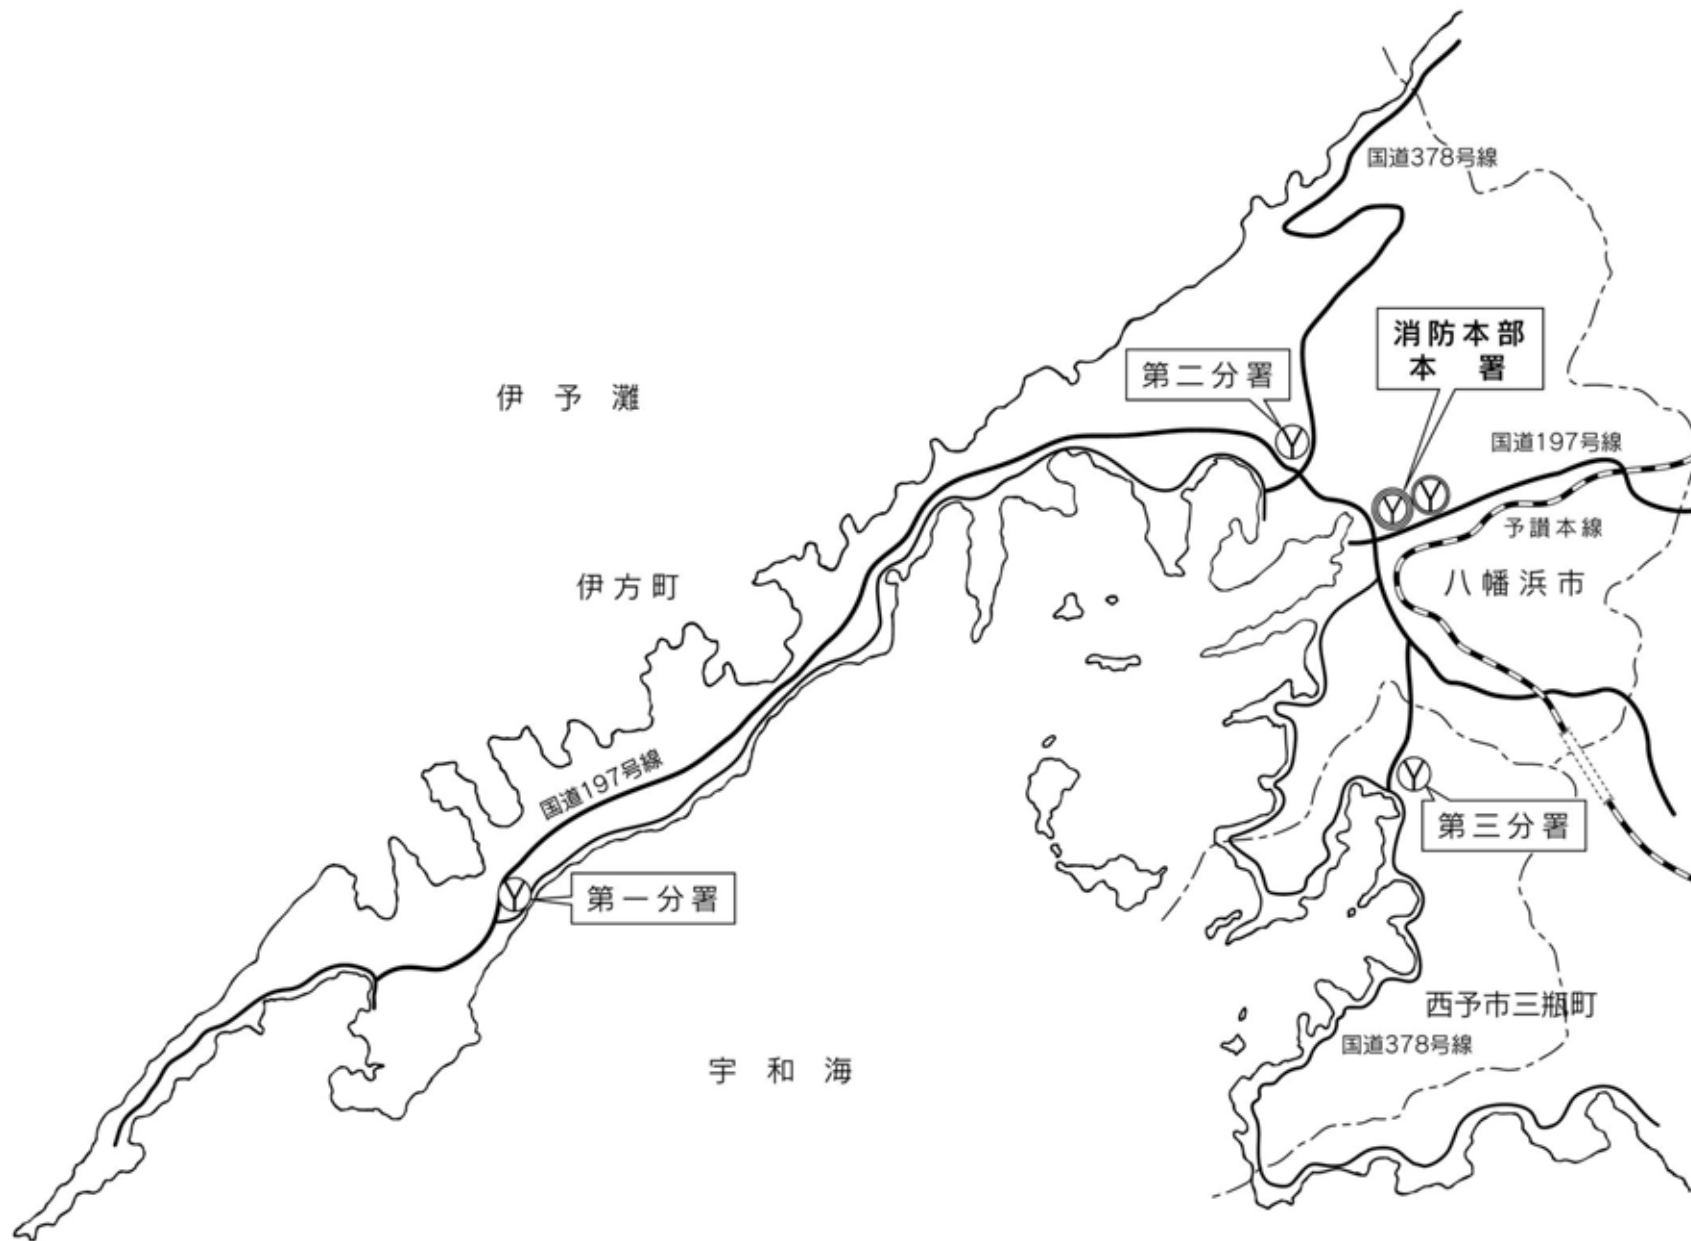 国道378号線
消防本部
本 署
第二分署
伊予灘
国道197号線
予讃本線
伊方町
八幡浜市
国道197号線
第三分署
第一分署
西予市三瓶町
国道378号線
宇和海